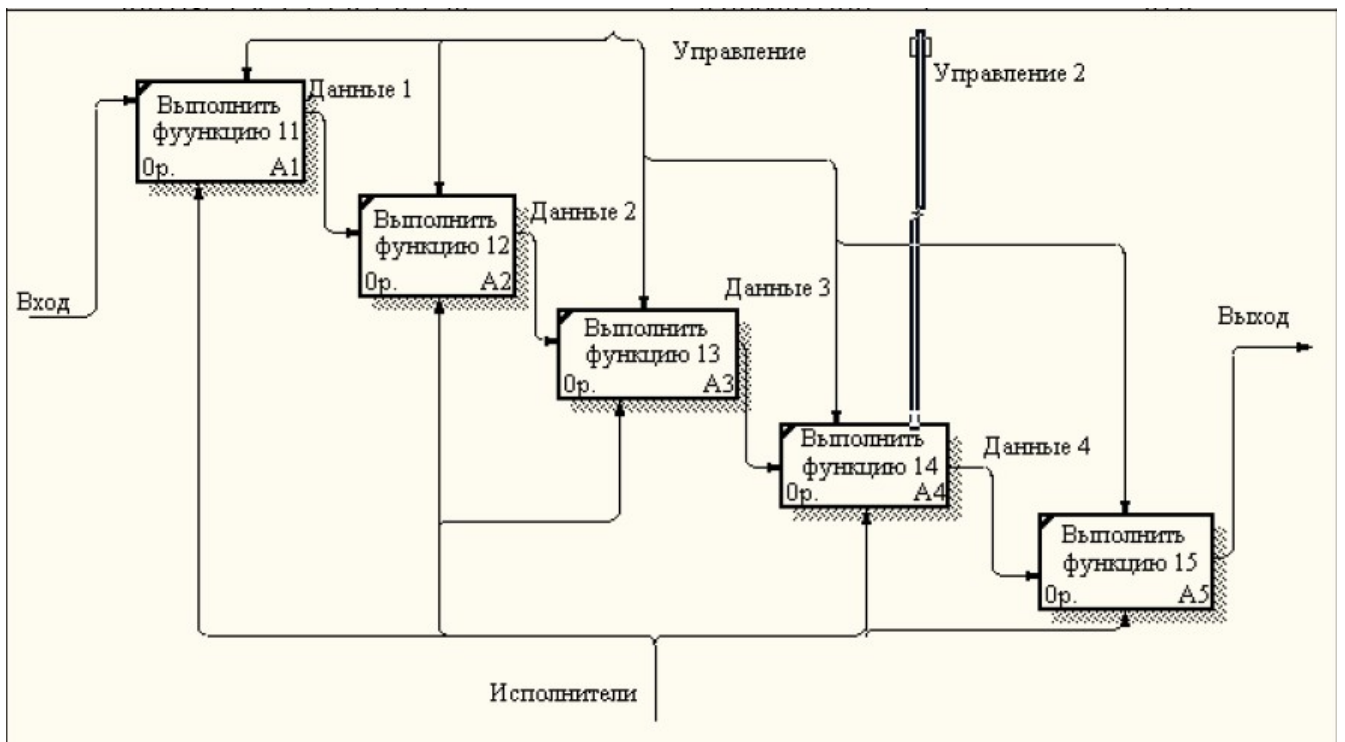 Управление
Управление 2
Данные 1
Выполнить
фуункцию 11
0р. A1
Данные 2
Выполнить
функцию 12
0р. A2
Вход
Данные 3
Выполнить
функцию 13
0р. A3
Выход
Выполнить
функцию 14
0р. A4
Данные 4
Выполнить
функцию 15
0р. A5
Исполнители